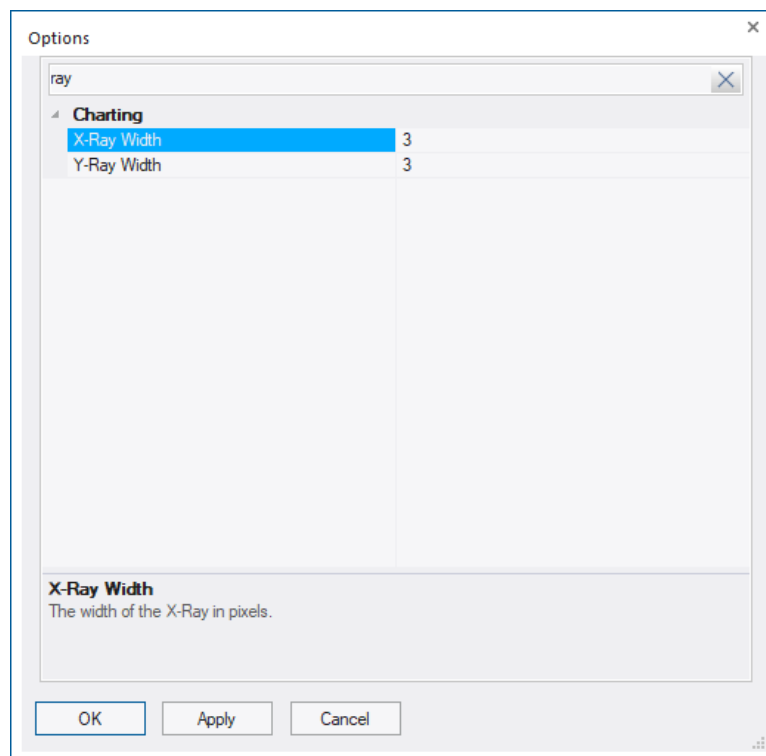 Options
ray
Charting
X-Ray Width 3
Y-Ray Width 3
X-Ray Width
The width of the X-Ray in pixels.
OK Apply Cancel